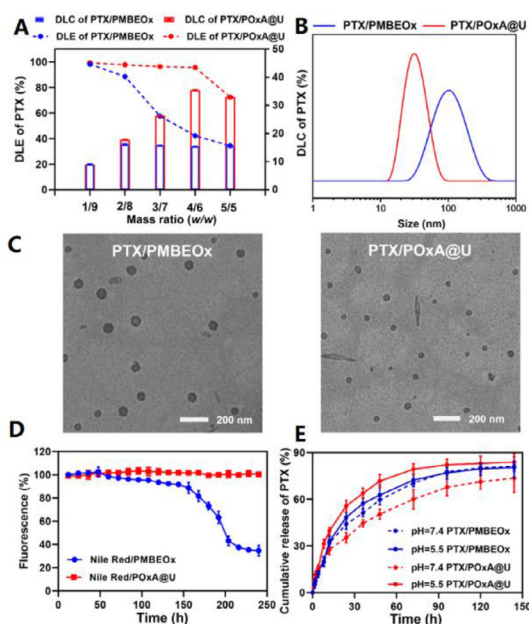 A
DLC of PTX/PMBEOx
DLC of PTX/POxA@U
DLE of PTX/PMBEOx
DLE of PTX/POxA@U
DLE of PTX (%)
120
100
80
60
40
20
0
50
40
30
20
10
0
DLC of PTX (%)
1/9 2/8 3/7 4/6 5/5
Mass ratio (w/w)
B
PTX/PMBEOx
PTX/POxA@U
1 10 100 1000
Size (nm)
C
PTX/PMBEOx
200 nm
PTX/POxA@U
200 nm
D
Fluorescence (%)
120
100
80
60
40
20
0
Nile Red/PMBEOx
Nile Red/POxA@U
0 50 100 150 200 250
Time (h)
E
Cumulative release of PTX (%)
90
60
30
0
pH=7.4 PTX/PMBEOx
pH=5.5 PTX/PMBEOx
pH=7.4 PTX/POxA@U
pH=5.5 PTX/POxA@U
0 30 60 90 120 150
Time (h)